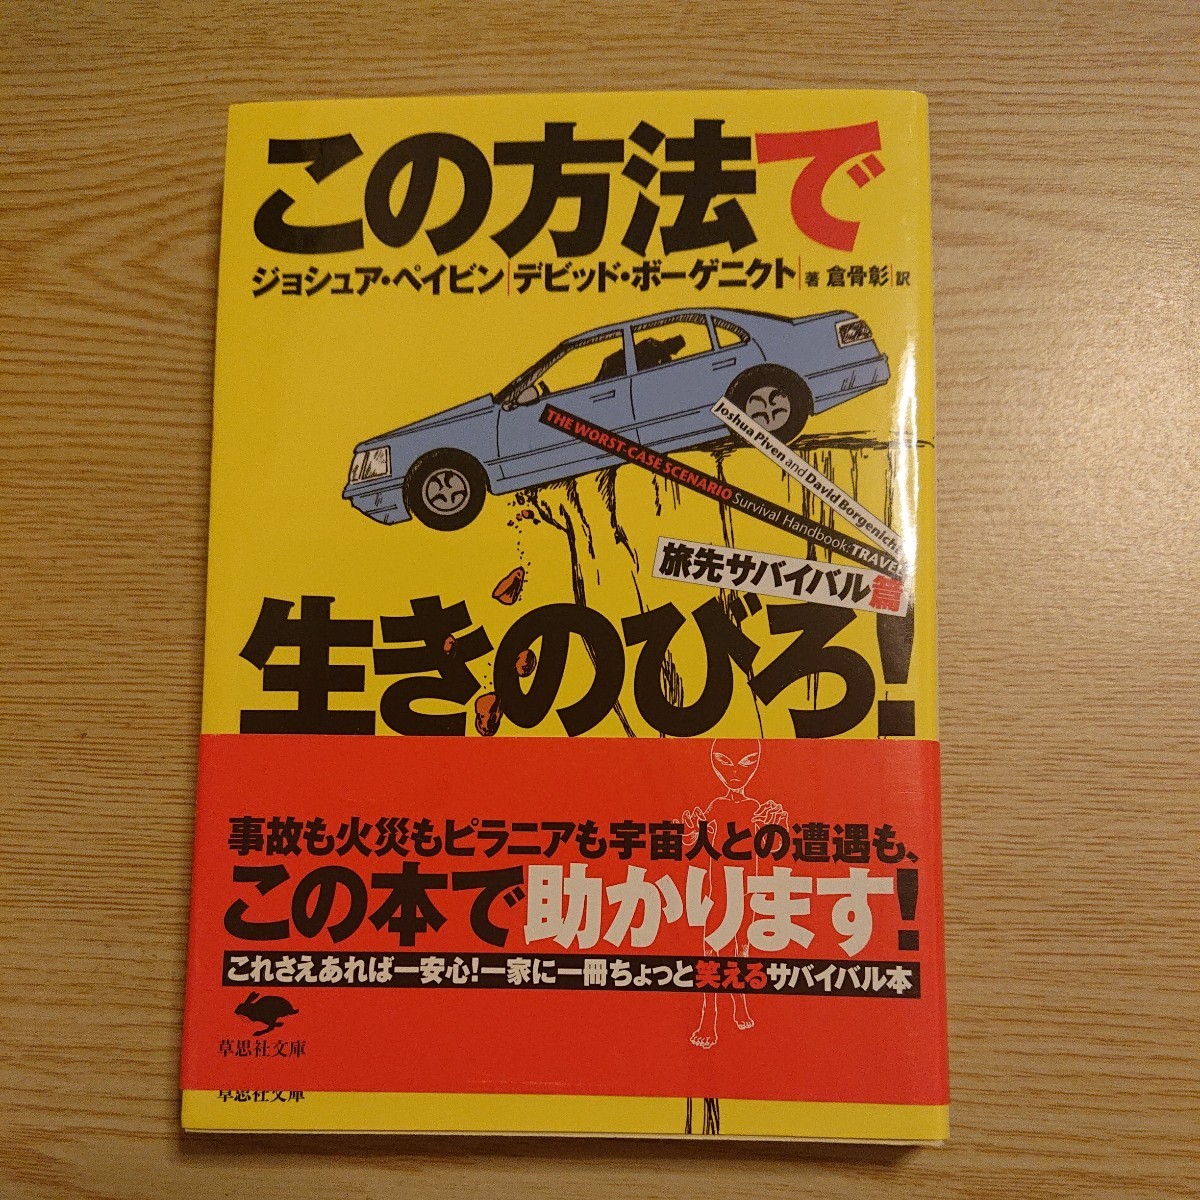 この方法で
ジョシュア・ペイビン|デビッド・ボーゲニクト|著 倉骨彰|訳
Joshua Piven and David Borgenicht
THE WORST-CASE SCENARIO Survival Handbook:TRAVEL
旅先サバイバル篇
生きのびろ!
事故も火災もピラニアも宇宙人との遭遇も、
この本で助かります!
これさえあれば一安心!一家に一冊ちょっと笑えるサバイバル本
草思社文庫
草思社文庫